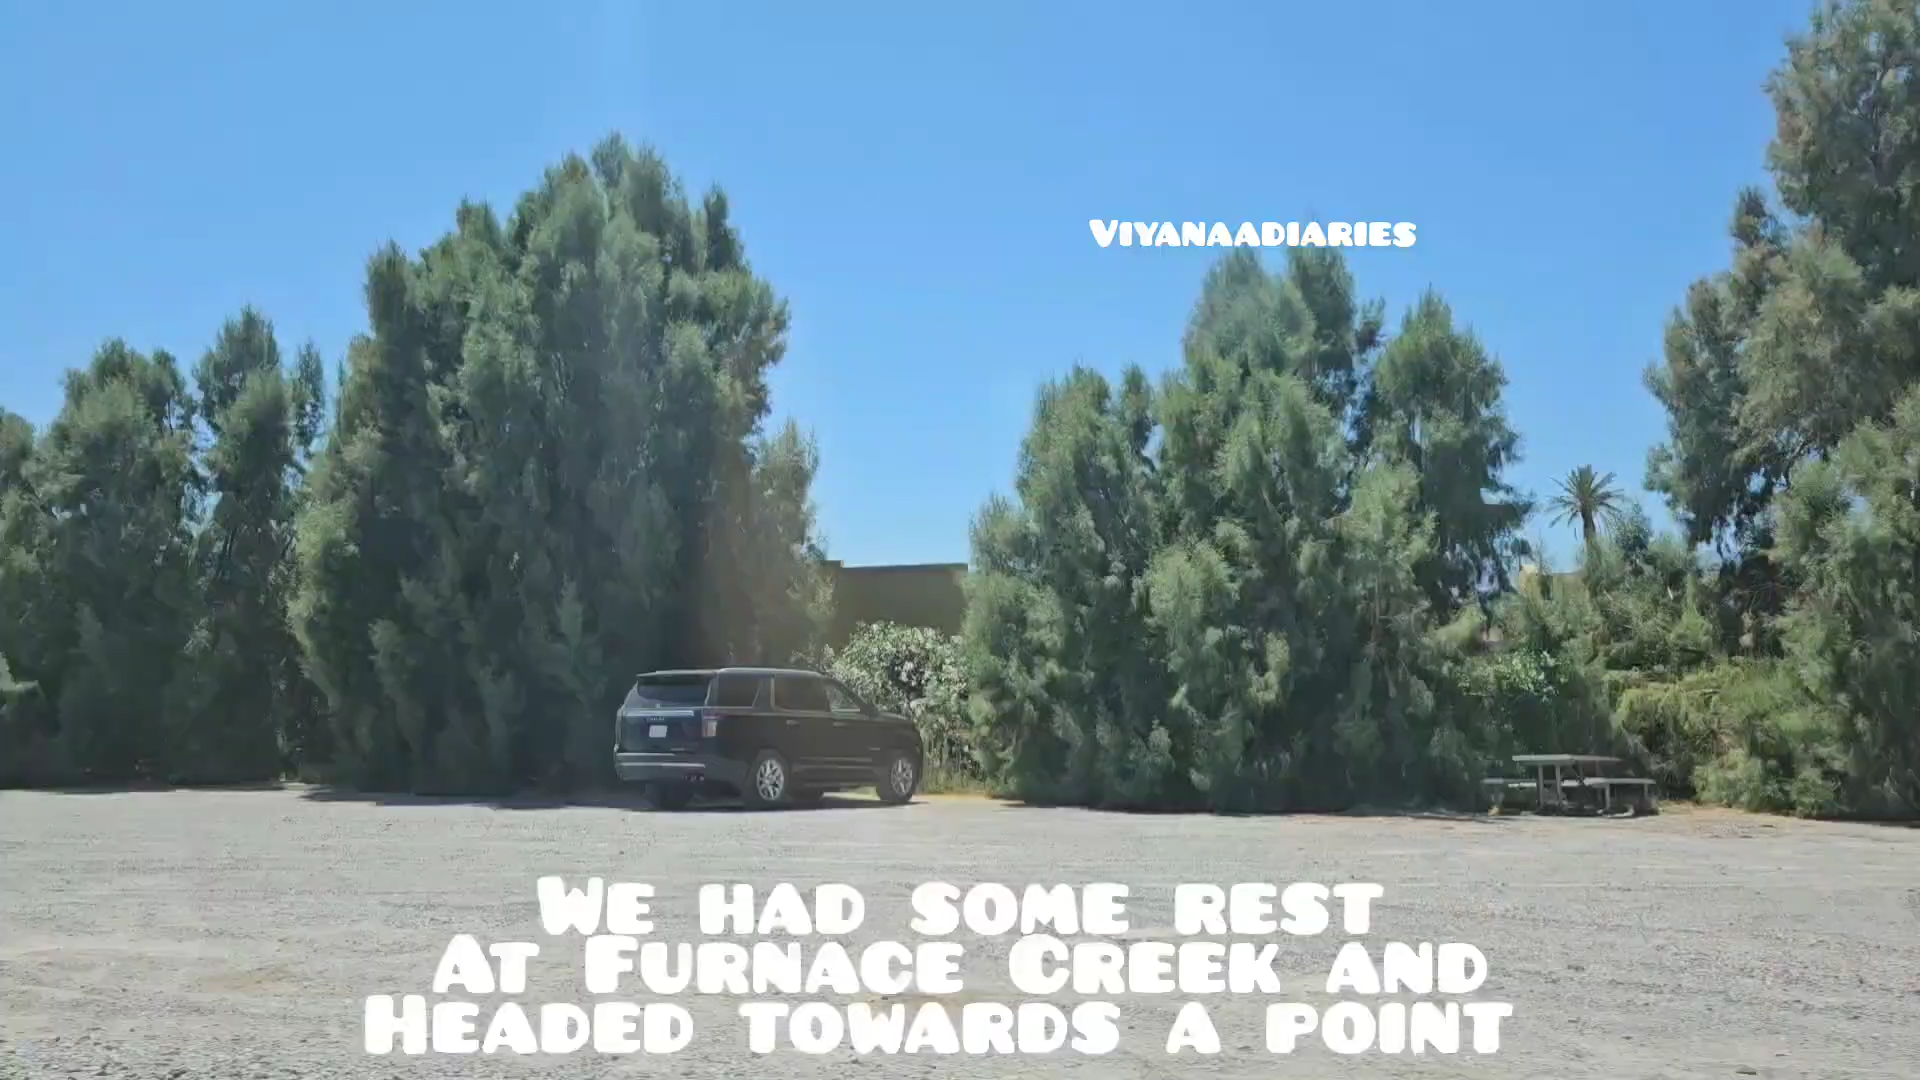 Viyanaadiaries
We had some rest
At Furnace Creek and
Headed towards a point